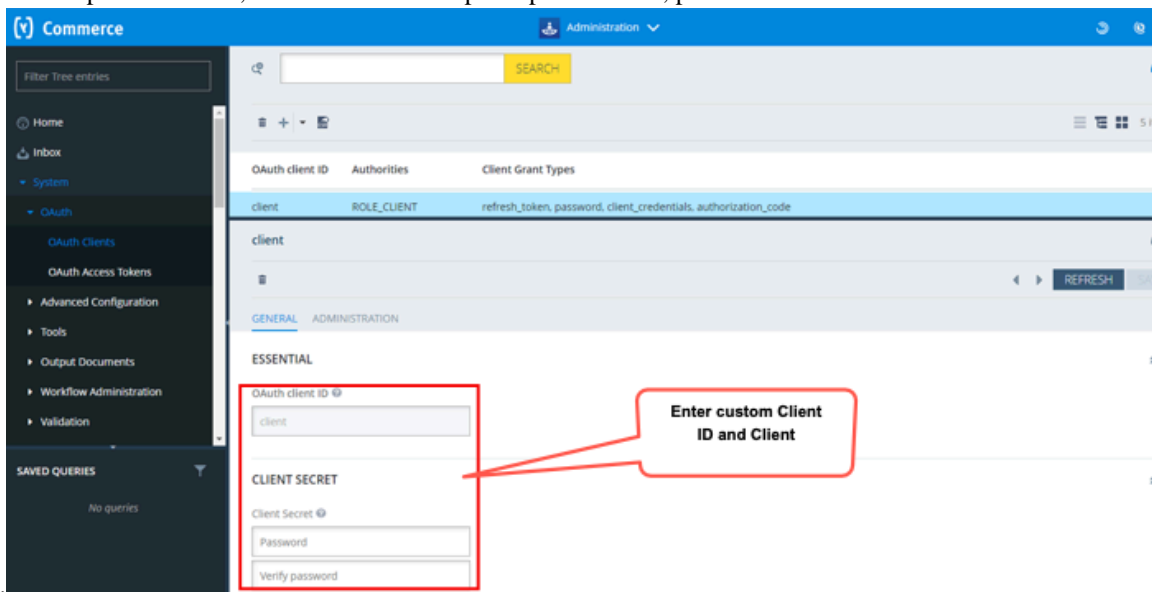 (Y) Commerce
Administration
Filter Tree entries
Home
Inbox
System
OAuth
OAuth Clients
OAuth Access Tokens
Advanced Configuration
Tools
Output Documents
Workflow Administration
Validation
SAVED QUERIES
No queries
SEARCH
5
OAuth client ID Authorities Client Grant Types
client ROLE_CLIENT refresh_token, password, client_credentials, authorization_code
client
REFRESH
GENERAL ADMINISTRATION
ESSENTIAL
OAuth client ID
client
CLIENT SECRET
Client Secret
Password
Verify password
Enter custom Client
ID and Client